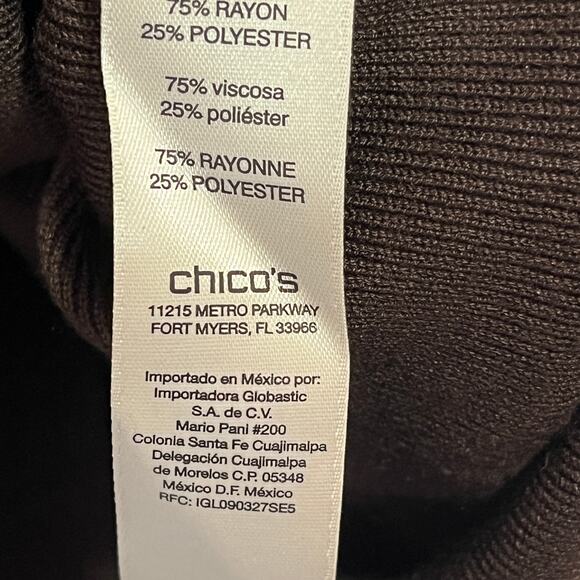 75% RAYON
25% POLYESTER
75% viscosa
25% poliéster
75% RAYONNE
25% POLYESTER
chico's
11215 METRO PARKWAY
FORT MYERS, FL 33966
Importado en México por:
Importadora Globastic
S.A. de C.V.
Mario Pani #200
Colonia Santa Fe Cuajimalpa
Delegación Cuajimalpa
de Morelos C.P. 05348
México D.F. México
RFC: IGL090327SE5